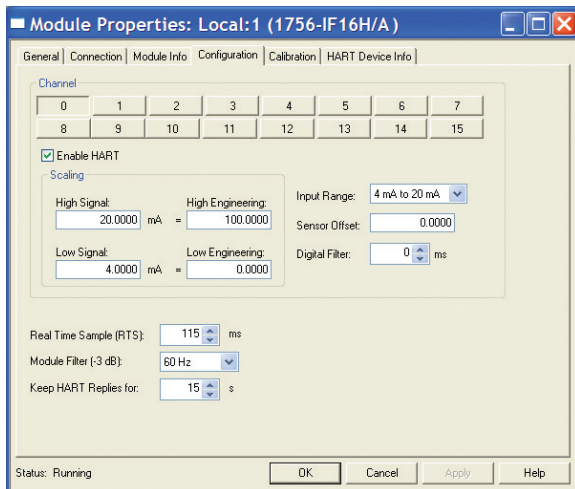 Module Properties: Local:1 (1756-IF16H/A)
General Connection Module Info Configuration Calibration HART Device Info
Channel
0 1 2 3 4 5 6 7
8 9 10 11 12 13 14 15
Enable HART
Scaling
High Signal: High Engineering:
20.0000 mA = 100.0000
Low Signal: Low Engineering:
4.0000 mA = 0.0000
Input Range: 4 mA to 20 mA
Sensor Offset: 0.0000
Digital Filter: 0 ms
Real Time Sample (RTS): 115 ms
Module Filter (-3 dB): 60 Hz
Keep HART Replies for: 15 s
Status: Running OK Cancel Apply Help